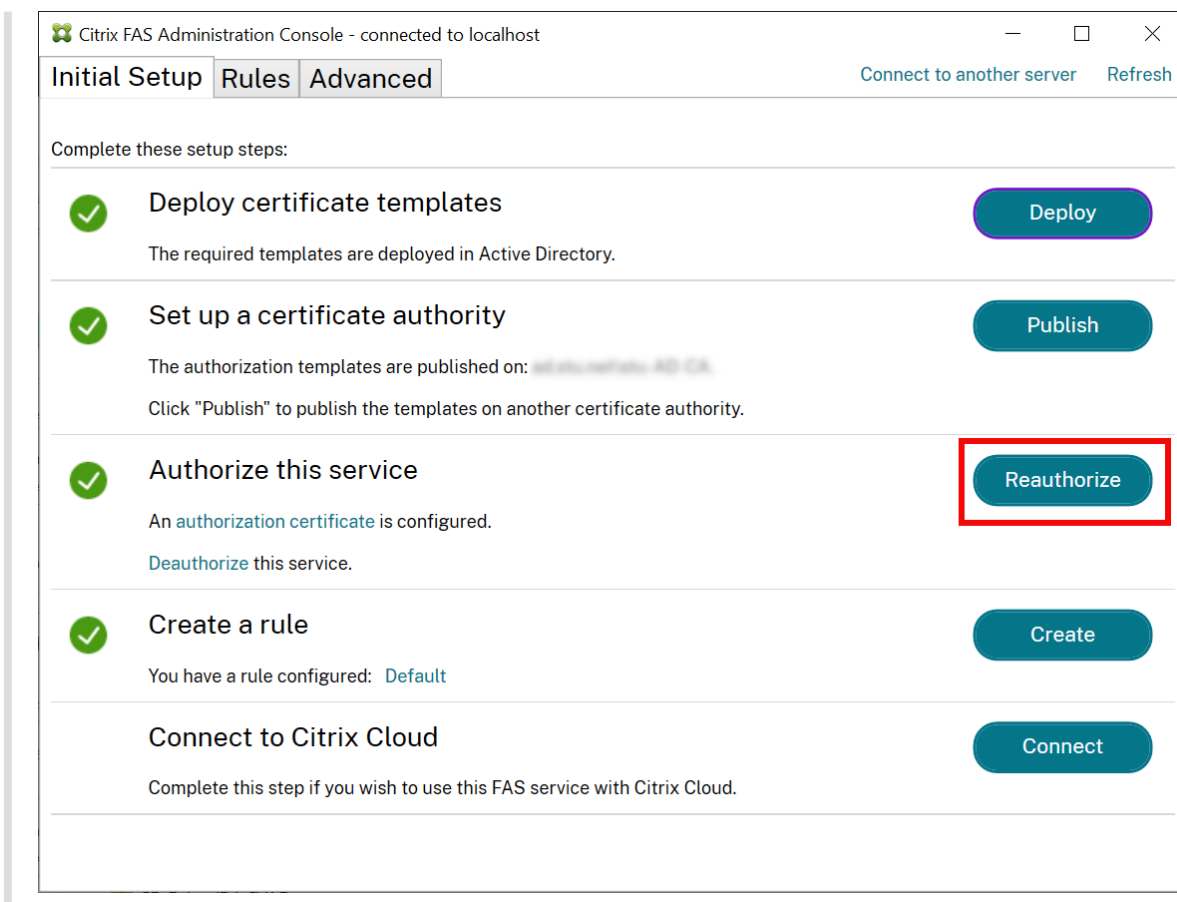 Citrix FAS Administration Console - connected to localhost
Initial Setup Rules Advanced Connect to another server Refresh
Complete these setup steps:
Deploy certificate templates
Deploy
The required templates are deployed in Active Directory.
Set up a certificate authority
Publish
The authorization templates are published on:
Click "Publish" to publish the templates on another certificate authority.
Authorize this service
Reauthorize
An authorization certificate is configured.
Deauthorize this service.
Create a rule
Create
You have a rule configured: Default
Connect to Citrix Cloud
Connect
Complete this step if you wish to use this FAS service with Citrix Cloud.